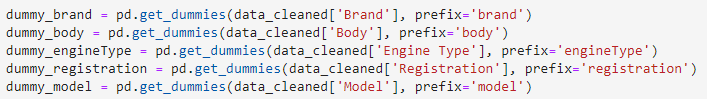 dummy_brand = pd.get_dummies(data_cleaned['Brand'], prefix='brand')
dummy_body = pd.get_dummies(data_cleaned['Body'], prefix='body')
dummy_engineType = pd.get_dummies(data_cleaned['Engine Type'], prefix='engineType')
dummy_registration = pd.get_dummies(data_cleaned['Registration'], prefix='registration')
dummy_model = pd.get_dummies(data_cleaned['Model'], prefix='model')